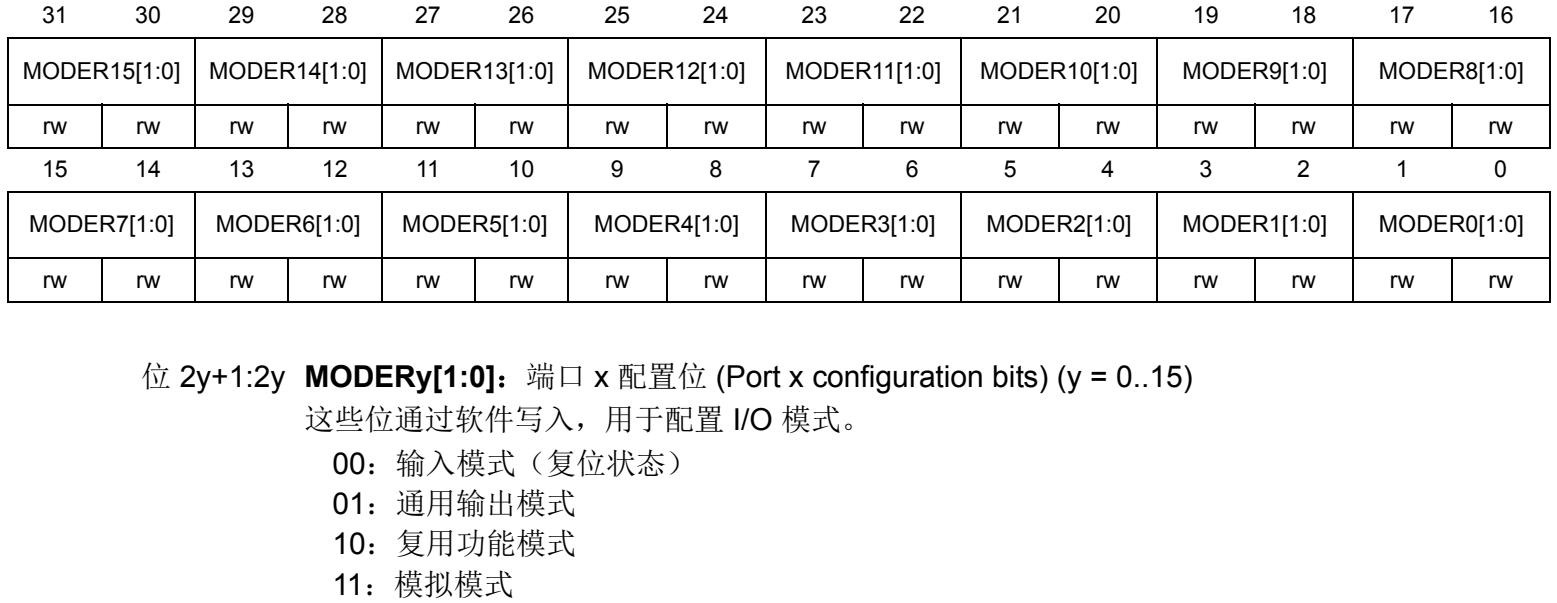 31 30 29 28 27 26 25 24 23 22 21 20 19 18 17 16
MODER15[1:0] MODER14[1:0] MODER13[1:0] MODER12[1:0] MODER11[1:0] MODER10[1:0] MODER9[1:0] MODER8[1:0]
rw rw rw rw rw rw rw rw rw rw rw rw rw rw rw rw
15 14 13 12 11 10 9 8 7 6 5 4 3 2 1 0
MODER7[1:0] MODER6[1:0] MODER5[1:0] MODER4[1:0] MODER3[1:0] MODER2[1:0] MODER1[1:0] MODER0[1:0]
rw rw rw rw rw rw rw rw rw rw rw rw rw rw rw rw
位 2y+1:2y MODERy[1:0]：端口 x 配置位 (Port x configuration bits) (y = 0..15)
这些位通过软件写入，用于配置 I/O 模式。
00：输入模式（复位状态）
01：通用输出模式
10：复用功能模式
11：模拟模式